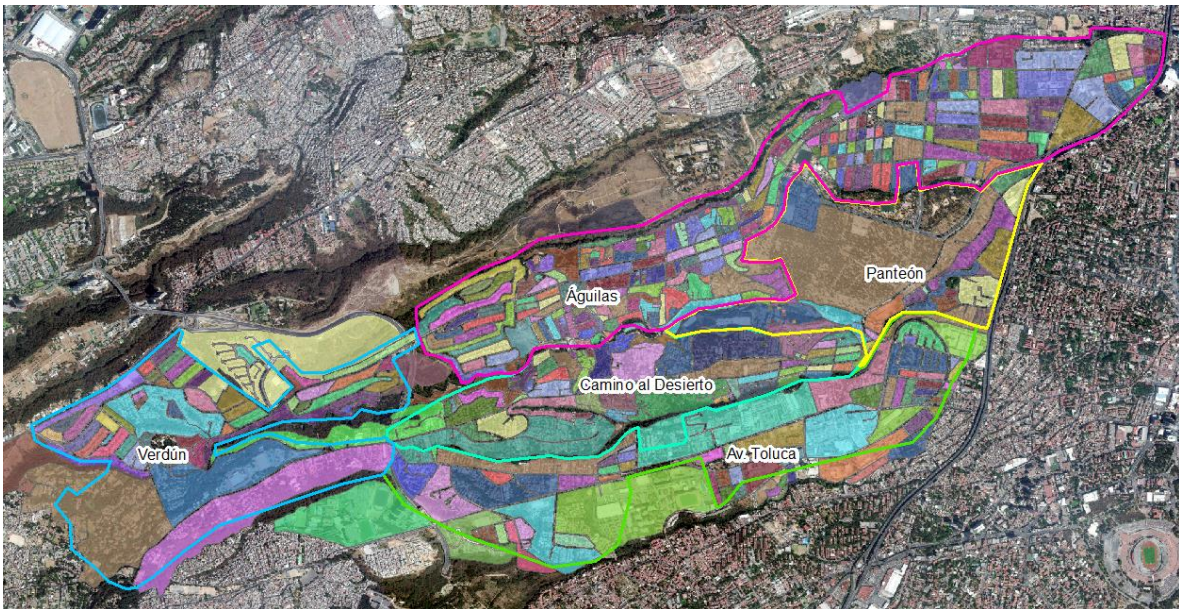 Panteón
Águilas
Camino al Desierto
Verdún
Av. Toluca